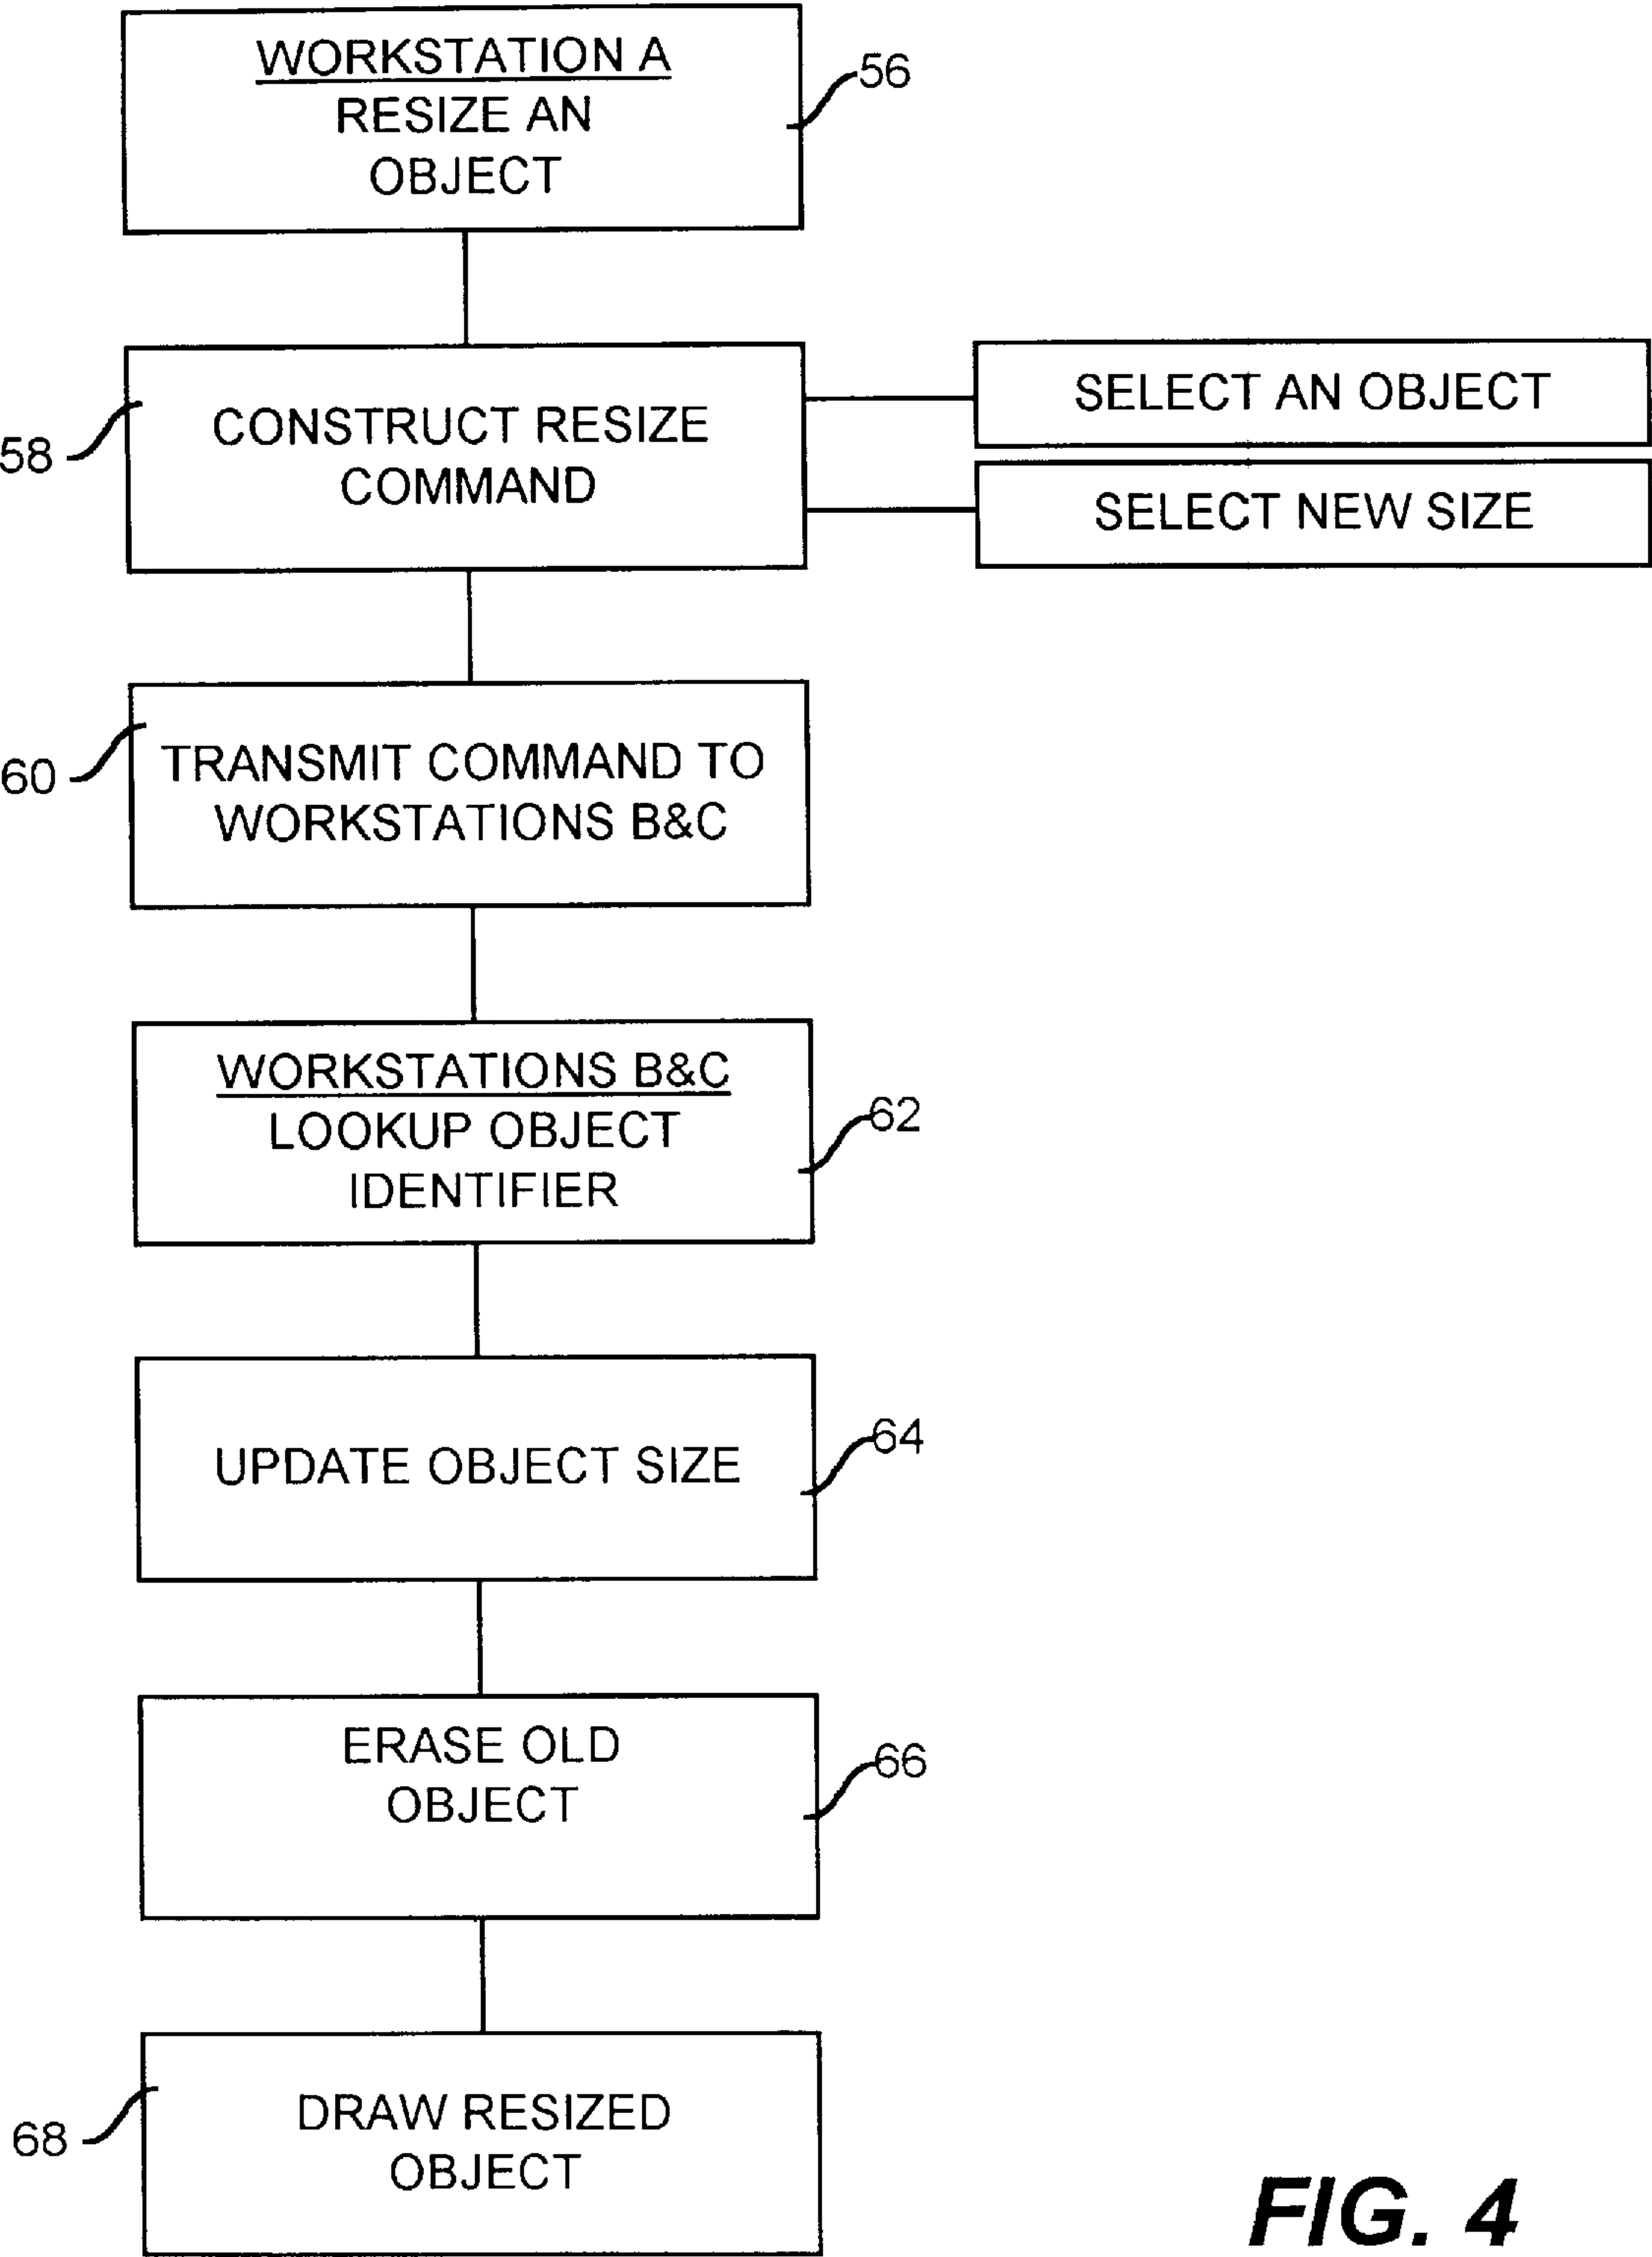 WORKSTATION A
RESIZE AN
OBJECT
56
58
CONSTRUCT RESIZE
COMMAND
SELECT AN OBJECT
SELECT NEW SIZE
60
TRANSMIT COMMAND TO
WORKSTATIONS B&C
WORKSTATIONS B&C
LOOKUP OBJECT
IDENTIFIER
62
UPDATE OBJECT SIZE
64
ERASE OLD
OBJECT
66
68
DRAW RESIZED
OBJECT
FIG. 4